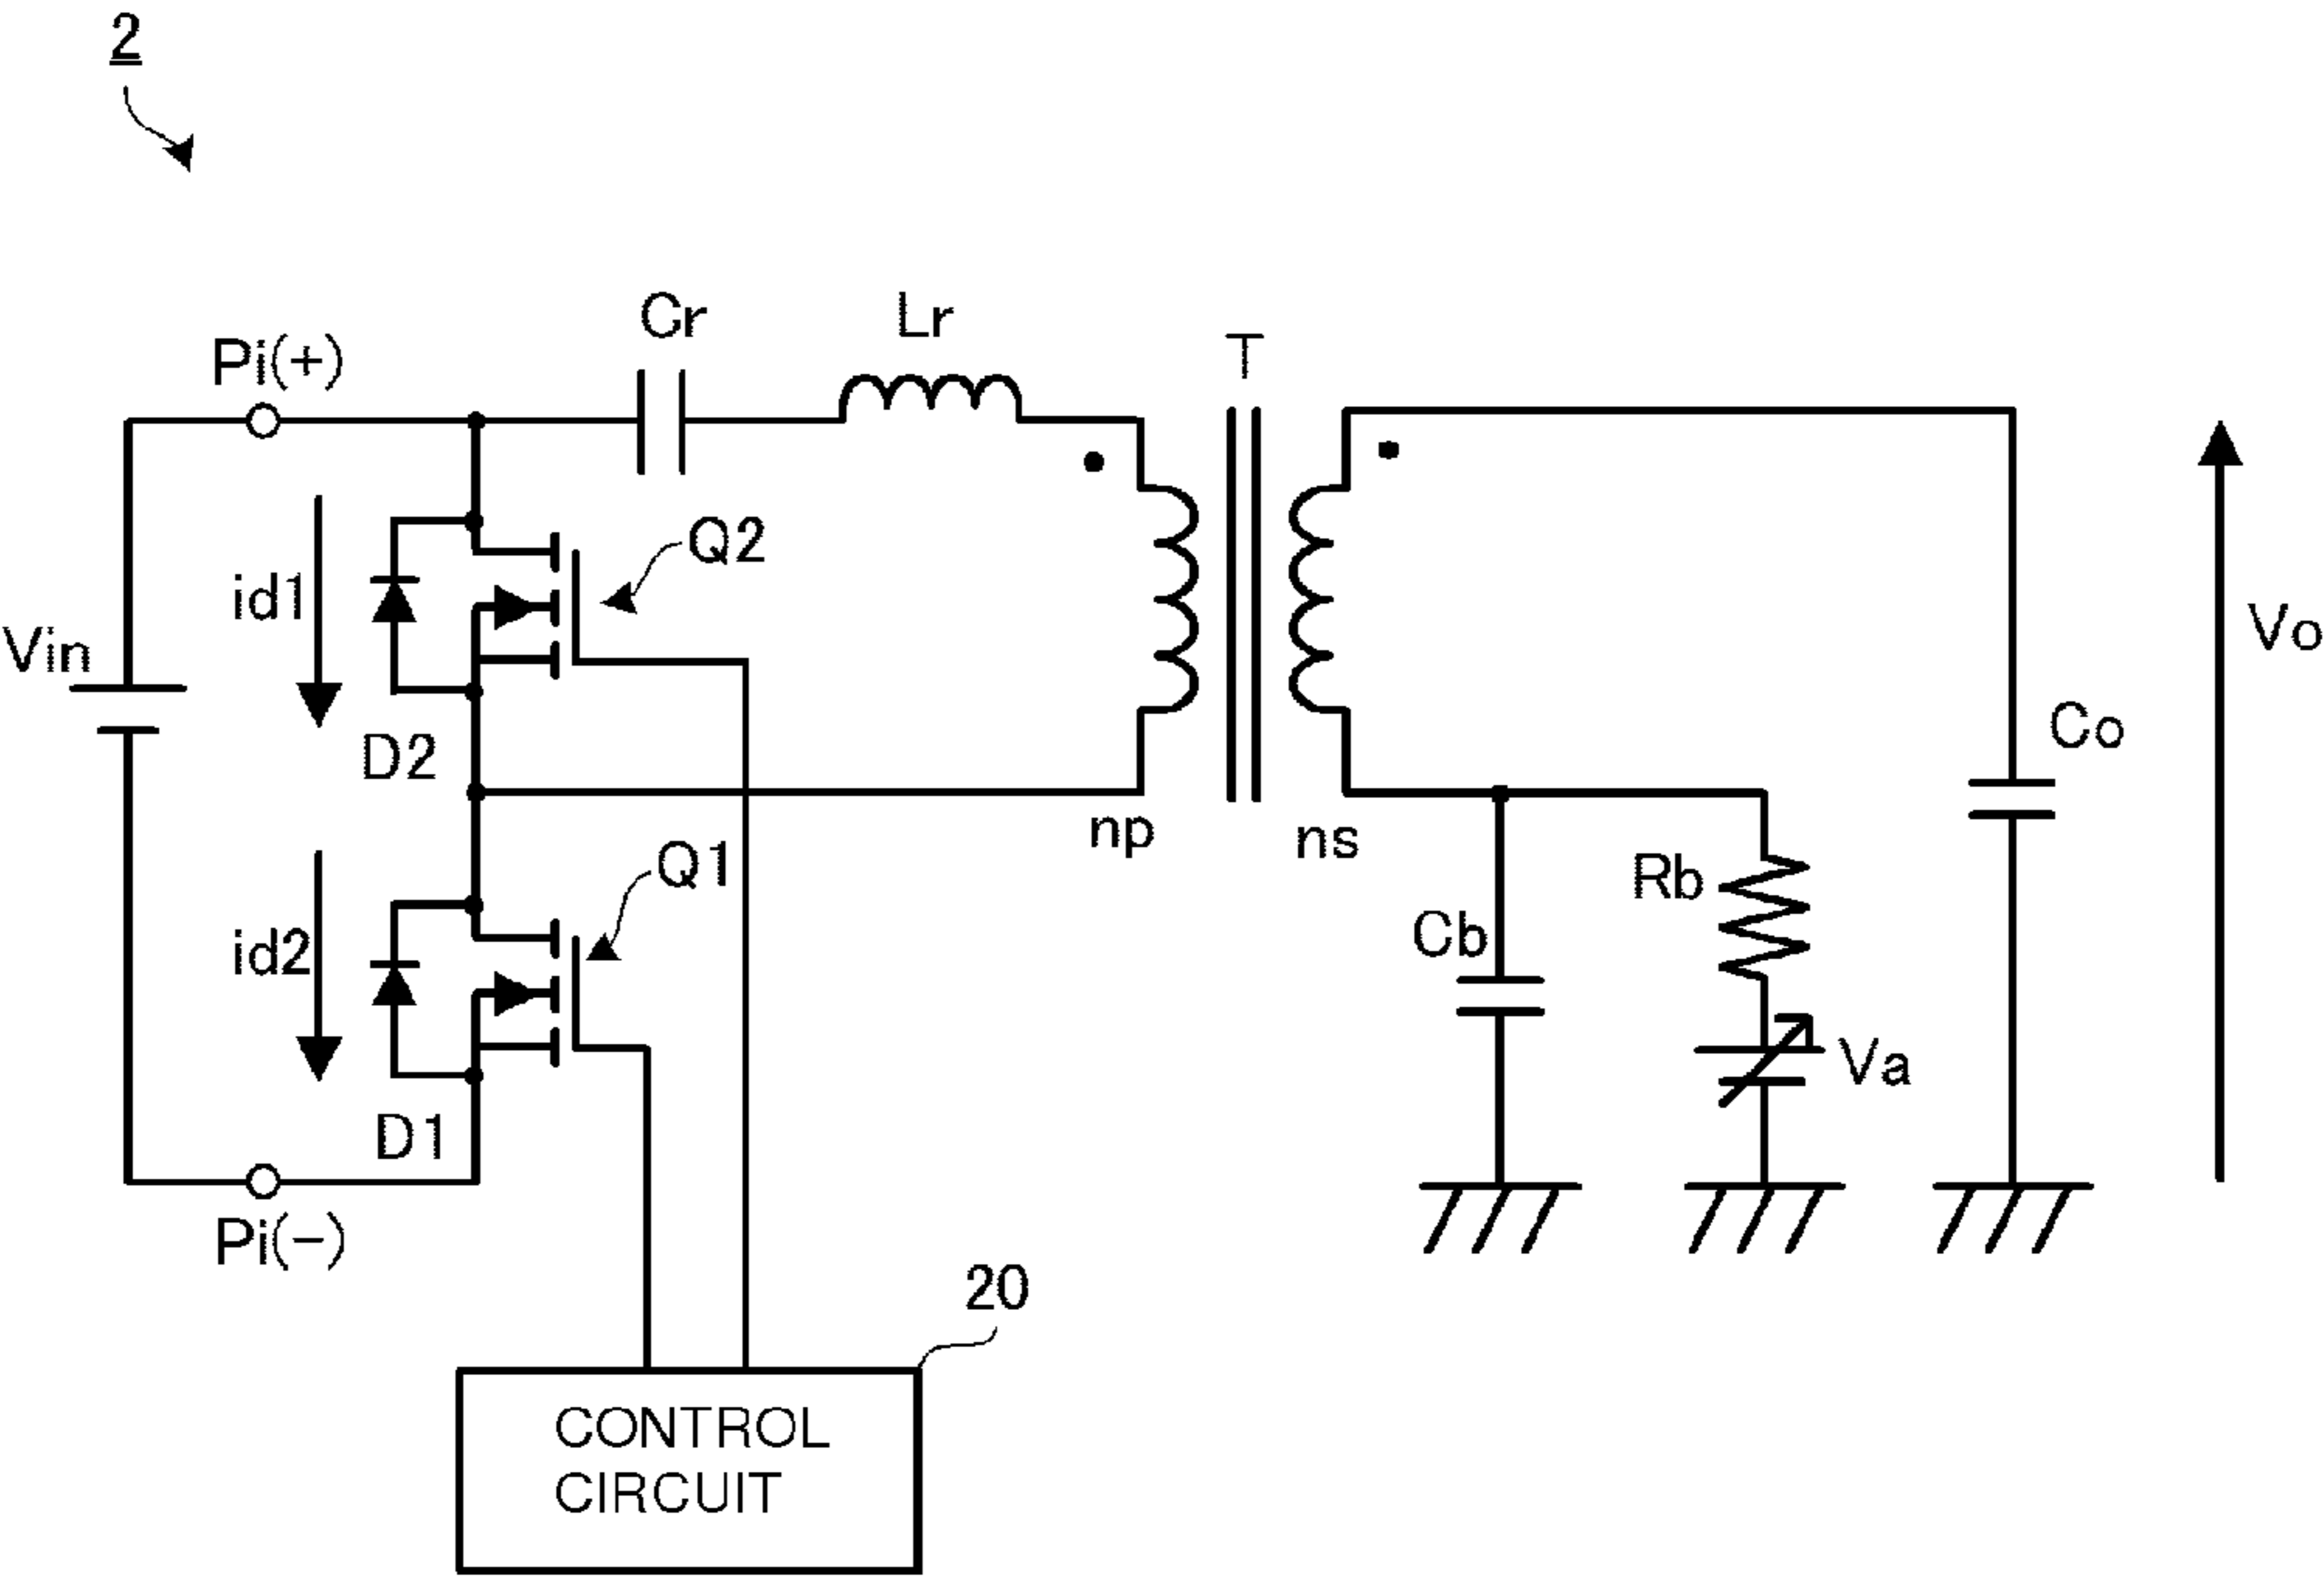 2
Cr
Lr
T
Pi(+)
Q2
id1
Vin
Vo
D2
Co
np
ns
Q1
Rb
Cb
id2
Va
D1
Pi(-)
20
CONTROL
CIRCUIT